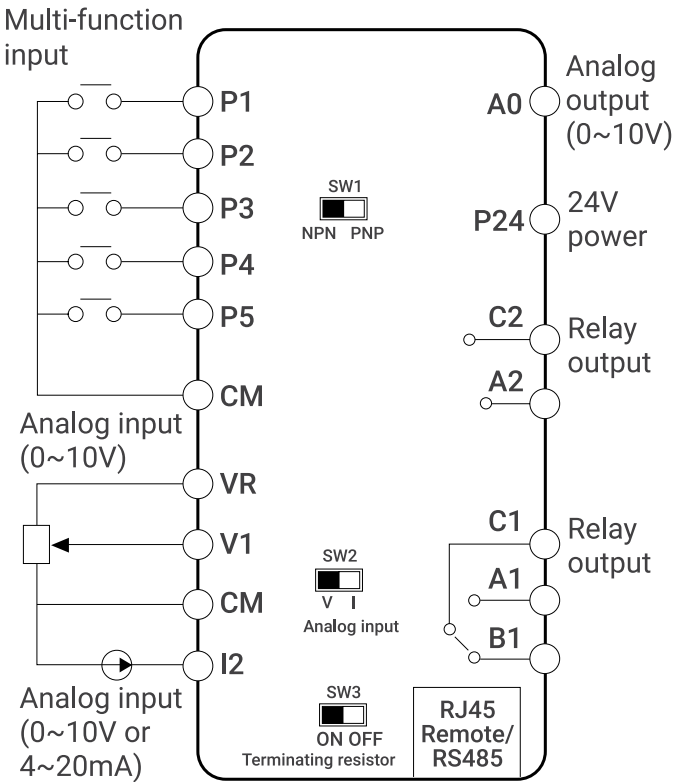 Multi-function
input
P1
P2
P3
P4
P5
CM
Analog input
(0~10V)
VR
V1
CM
I2
Analog input
(0~10V or
4~20mA)
SW1
NPN PNP
SW2
V I
Analog input
SW3
ON OFF
Terminating resistor
A0
Analog
output
(0~10V)
P24
24V
power
C2
Relay
output
A2
C1
Relay
output
A1
B1
RJ45
Remote/
RS485